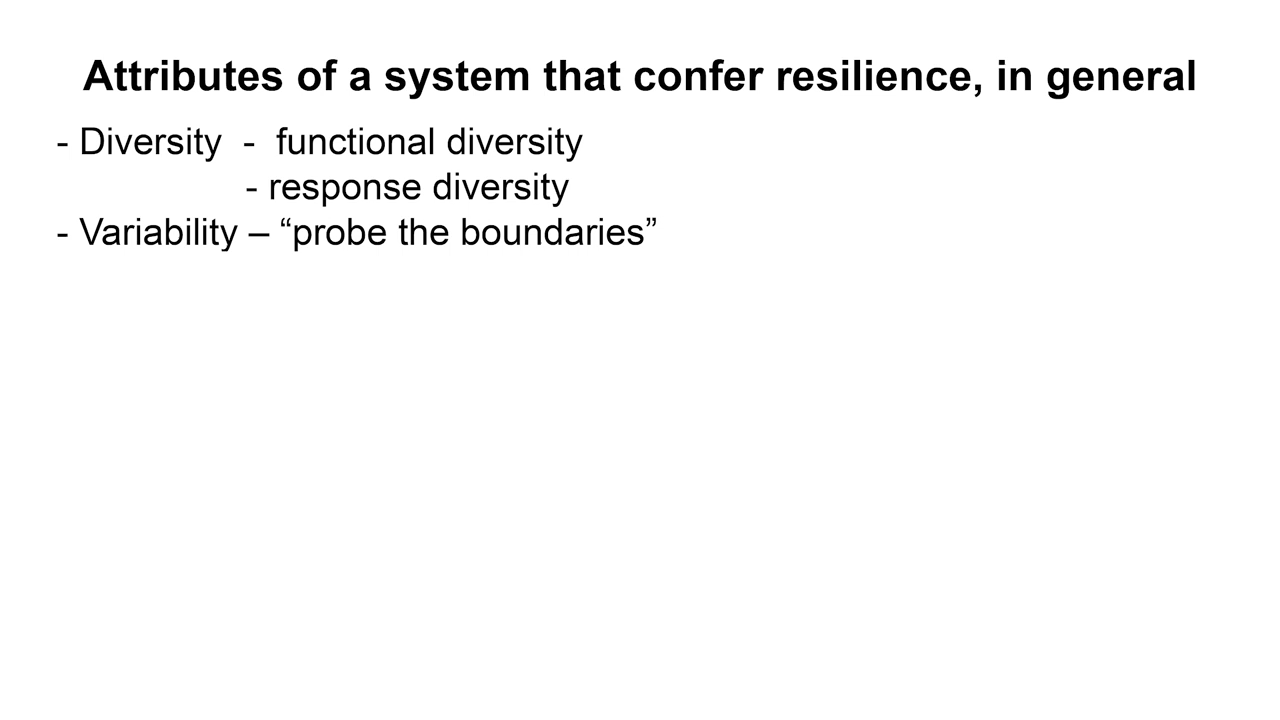 Attributes of a system that confer resilience, in general
- Diversity - functional diversity
- response diversity
- Variability – “probe the boundaries”